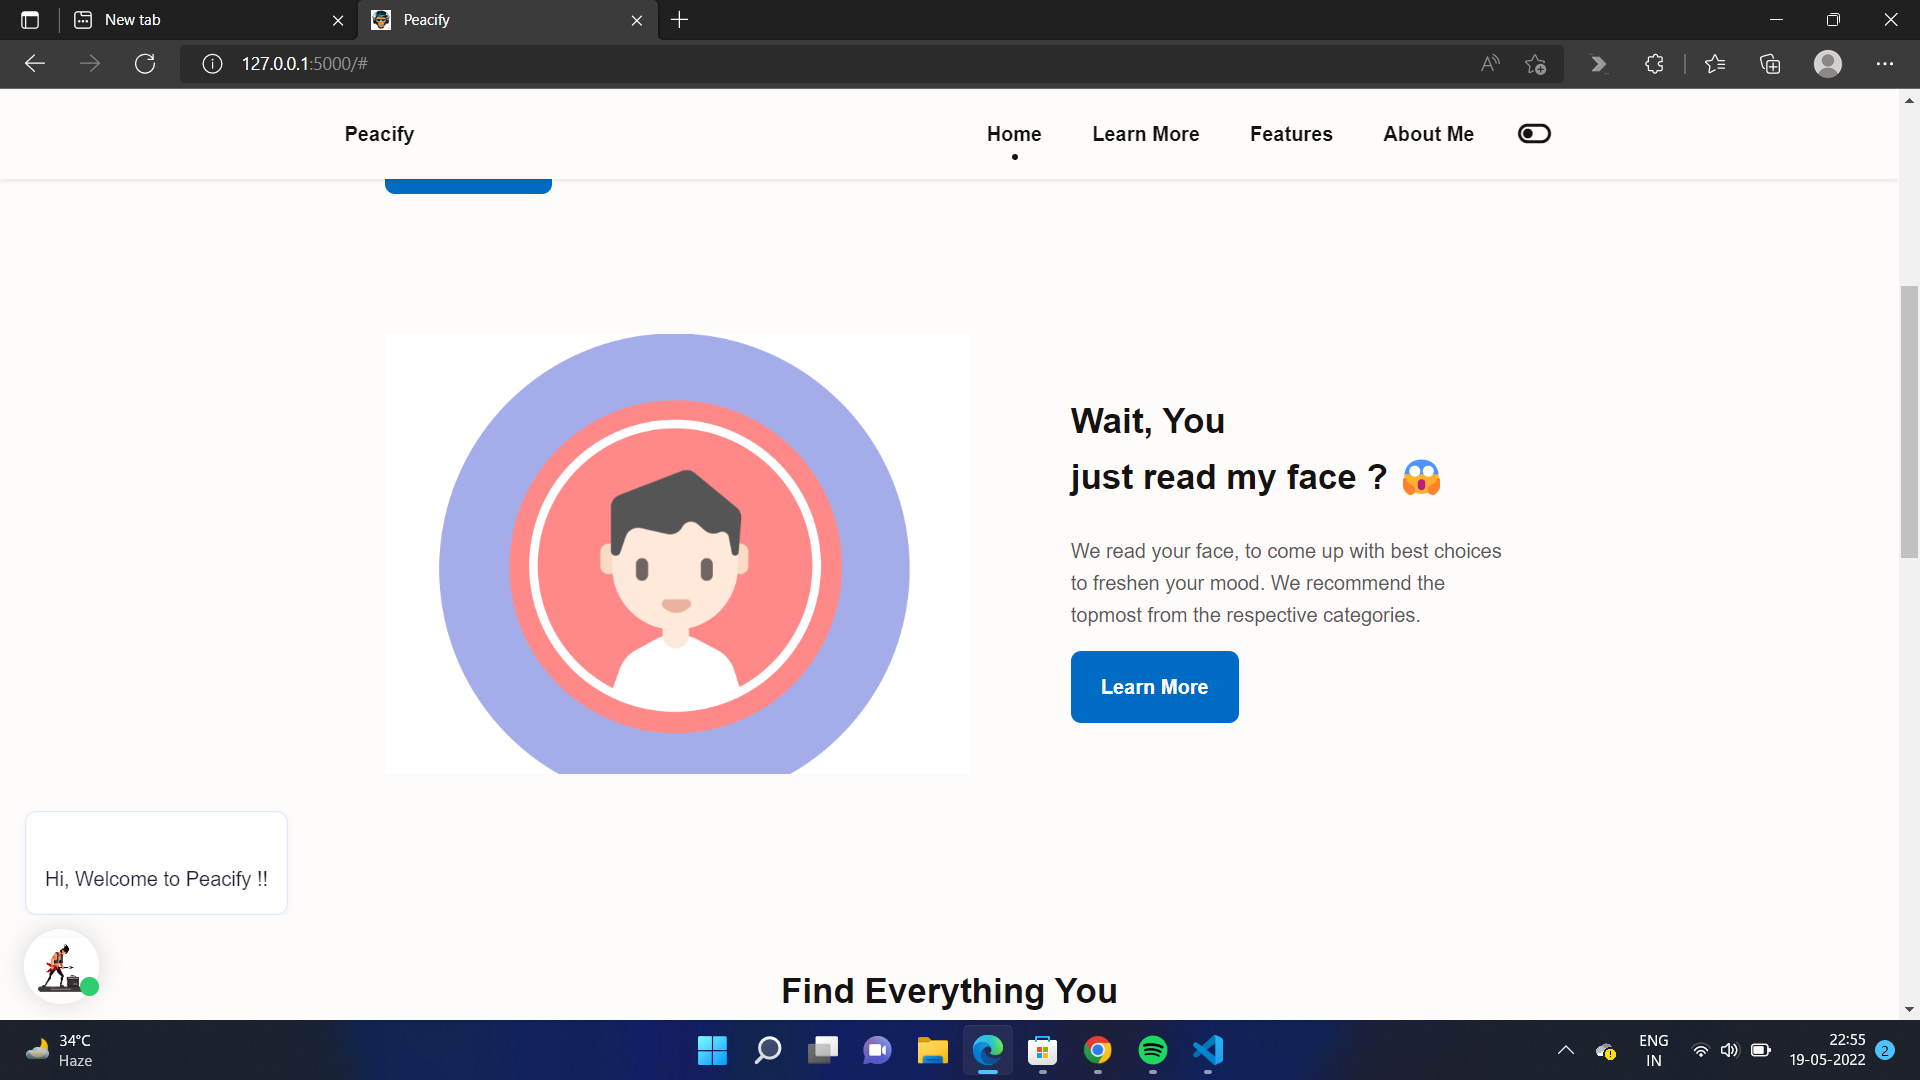 New tab
Peacify
127.0.0.1:5000/#
Peacify
Home
Learn More
Features
About Me
Wait, You
just read my face ? 😱
We read your face, to come up with best choices
to freshen your mood. We recommend the
topmost from the respective categories.
Learn More
Hi, Welcome to Peacify !!
Find Everything You
34°C
Haze
ENG
IN
22:55
19-05-2022
2